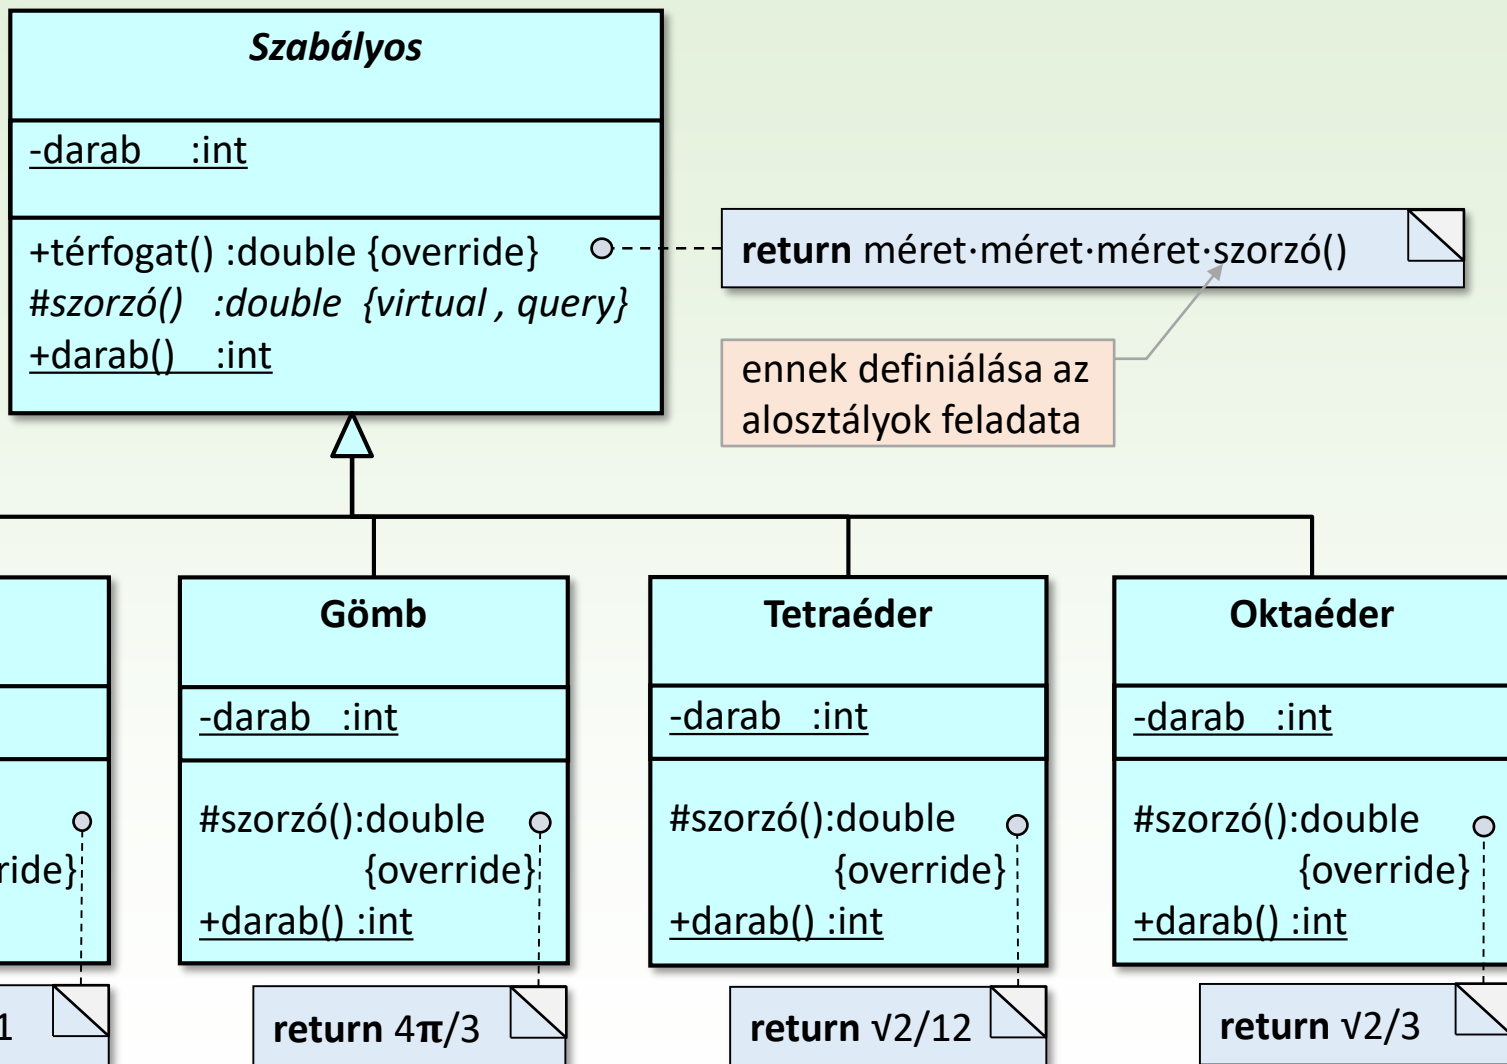 Szabályos
-darab :int
+térfogat() :double {override}
#szorzó() :double {virtual , query}
+darab() :int
return méret·méret·méret·szorzó()
ennek definiálása az
alosztályok feladata
ride}
1
Gömb
-darab :int
#szorzó():double
{override}
+darab() :int
return 4π/3
Tetraéder
-darab :int
#szorzó():double
{override}
+darab() :int
return √2/12
Oktaéder
-darab :int
#szorzó():double
{override}
+darab() :int
return √2/3